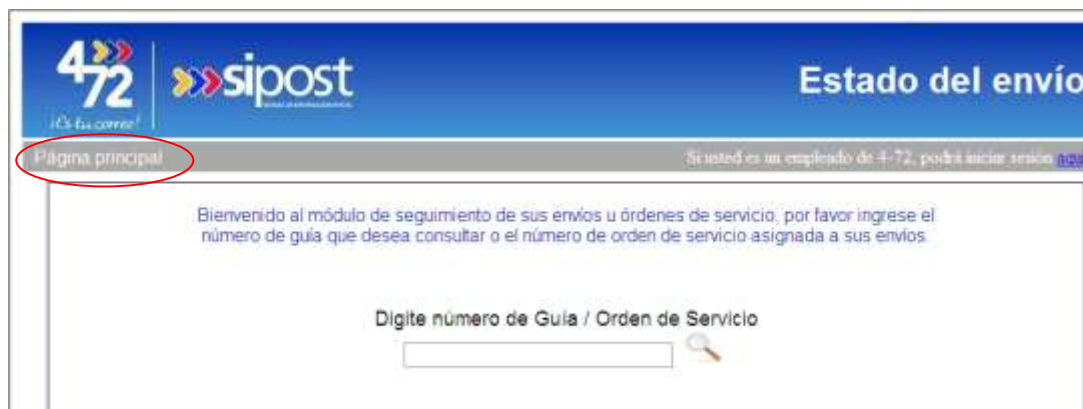 4-72
¡Es tu correo!
sipost
Estado del envío
Página principal
Si usted es un empleado de 4-72, podrá iniciar sesión aquí
Bienvenido al módulo de seguimiento de sus envíos u órdenes de servicio, por favor ingrese el
número de guía que desea consultar o el número de orden de servicio asignada a sus envíos.
Digite número de Guía / Orden de Servicio